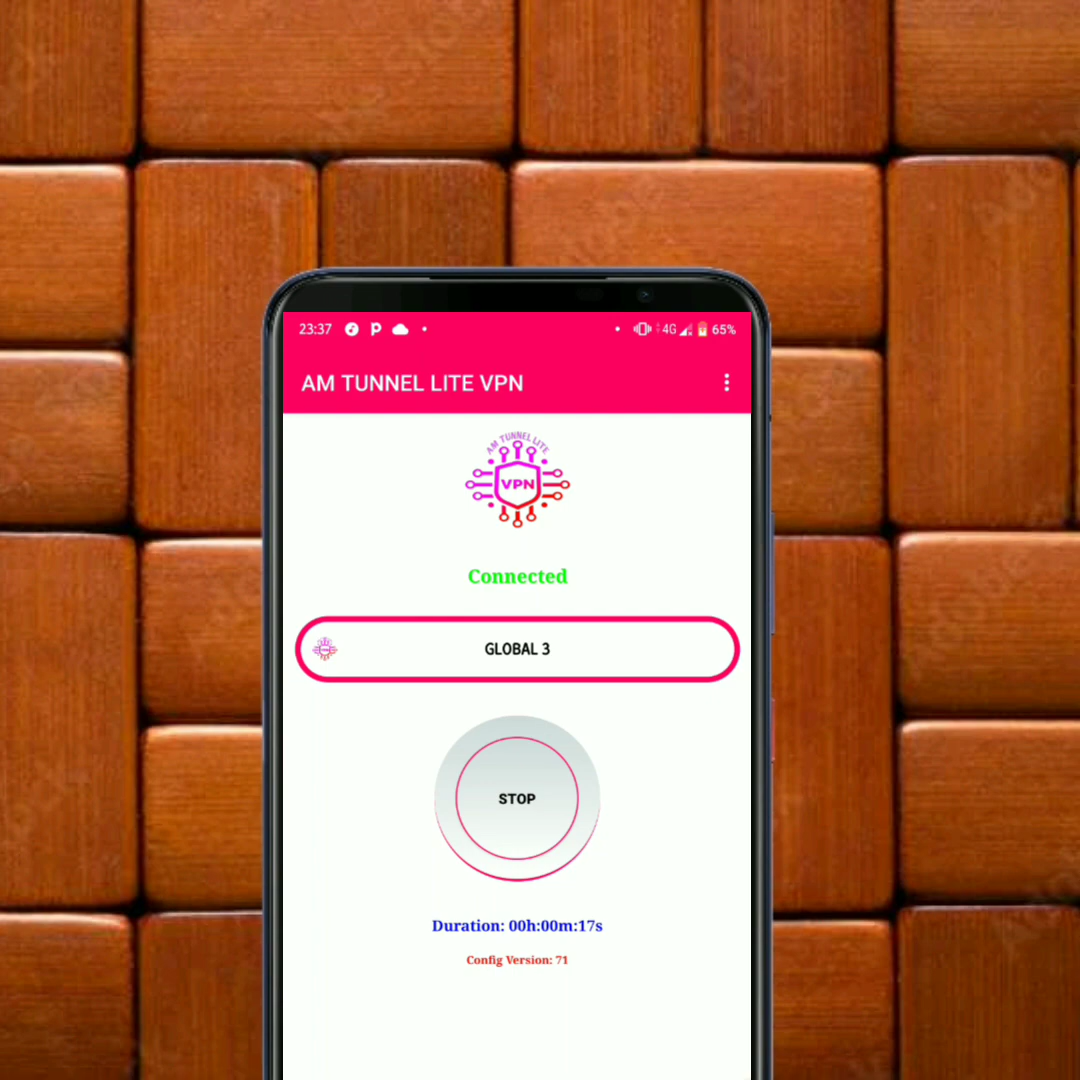 23:37
4G
65%
AM TUNNEL LITE VPN
AM TUNNEL LITE
VPN
Connected
GLOBAL 3
STOP
Duration: 00h:00m:17s
Config Version: 71